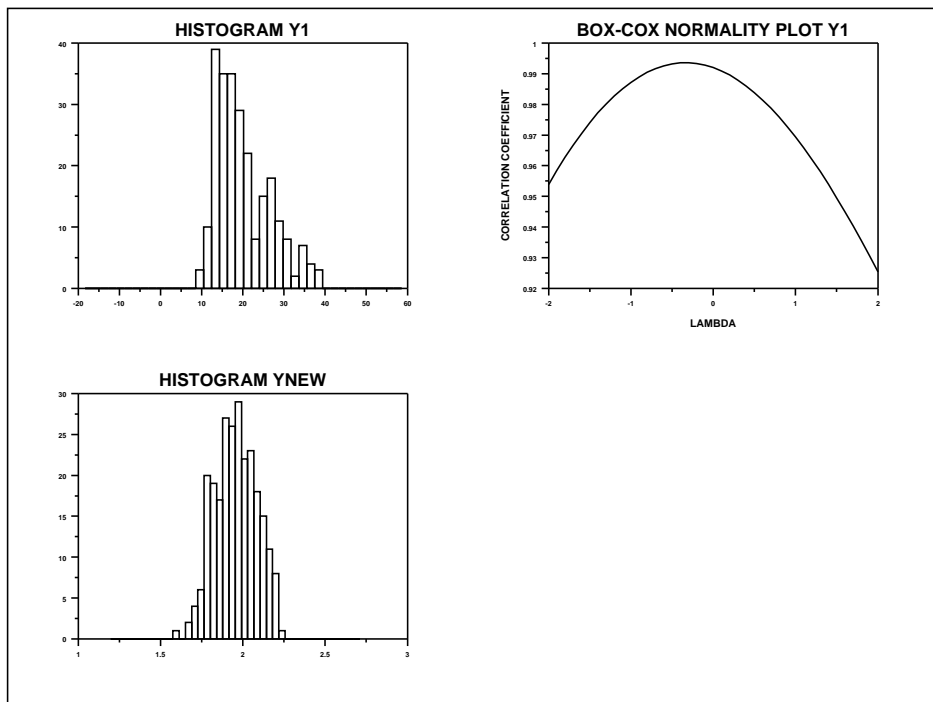 HISTOGRAM Y1
40
30
20
10
0
-20 -10 0 10 20 30 40 50 60
BOX-COX NORMALITY PLOT Y1
CORRELATION COEFFICIENT
1
0.99
0.98
0.97
0.96
0.95
0.94
0.93
0.92
-2 -1 0 1 2
LAMBDA
HISTOGRAM YNEW
30
25
20
15
10
5
0
1 1.5 2 2.5 3